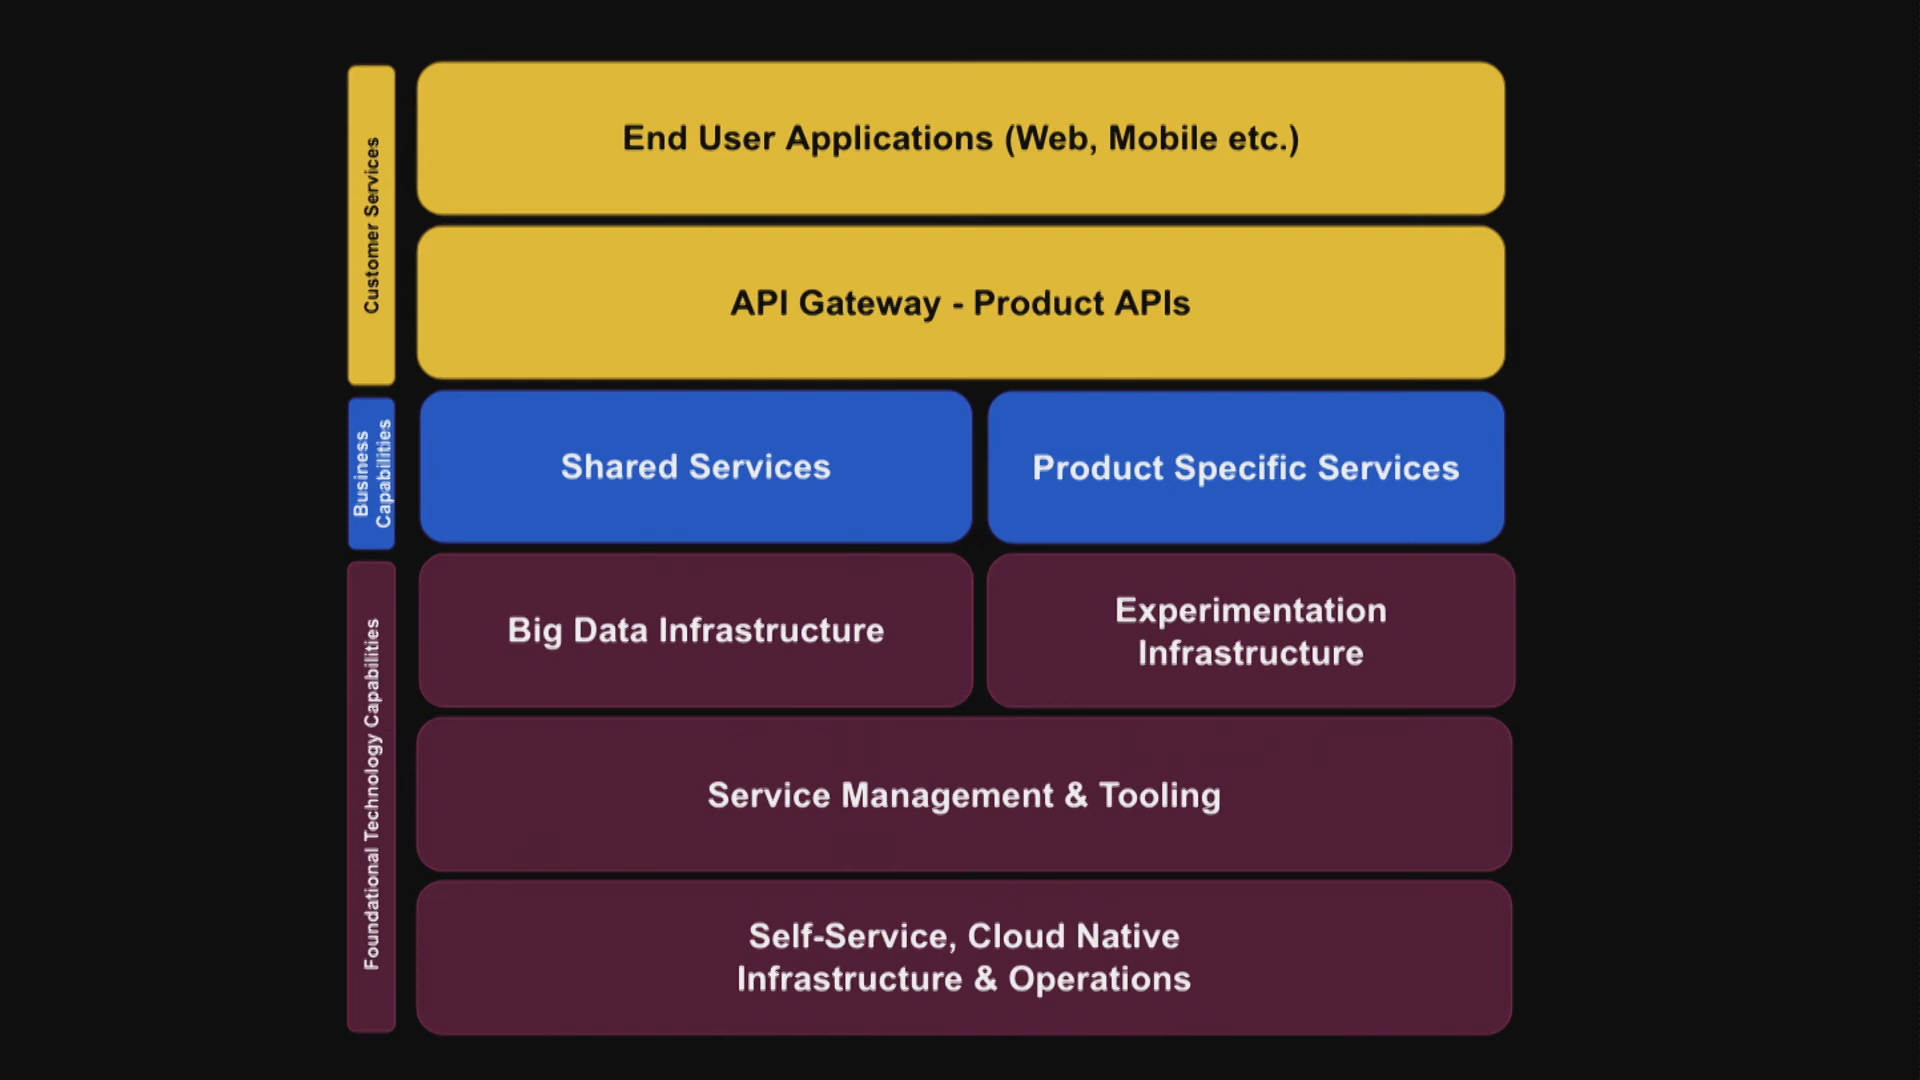 Customer Services
End User Applications (Web, Mobile etc.)
API Gateway - Product APIs
Business
Capabilities
Shared Services
Product Specific Services
Foundational Technology Capabilities
Big Data Infrastructure
Experimentation
Infrastructure
Service Management & Tooling
Self-Service, Cloud Native
Infrastructure & Operations